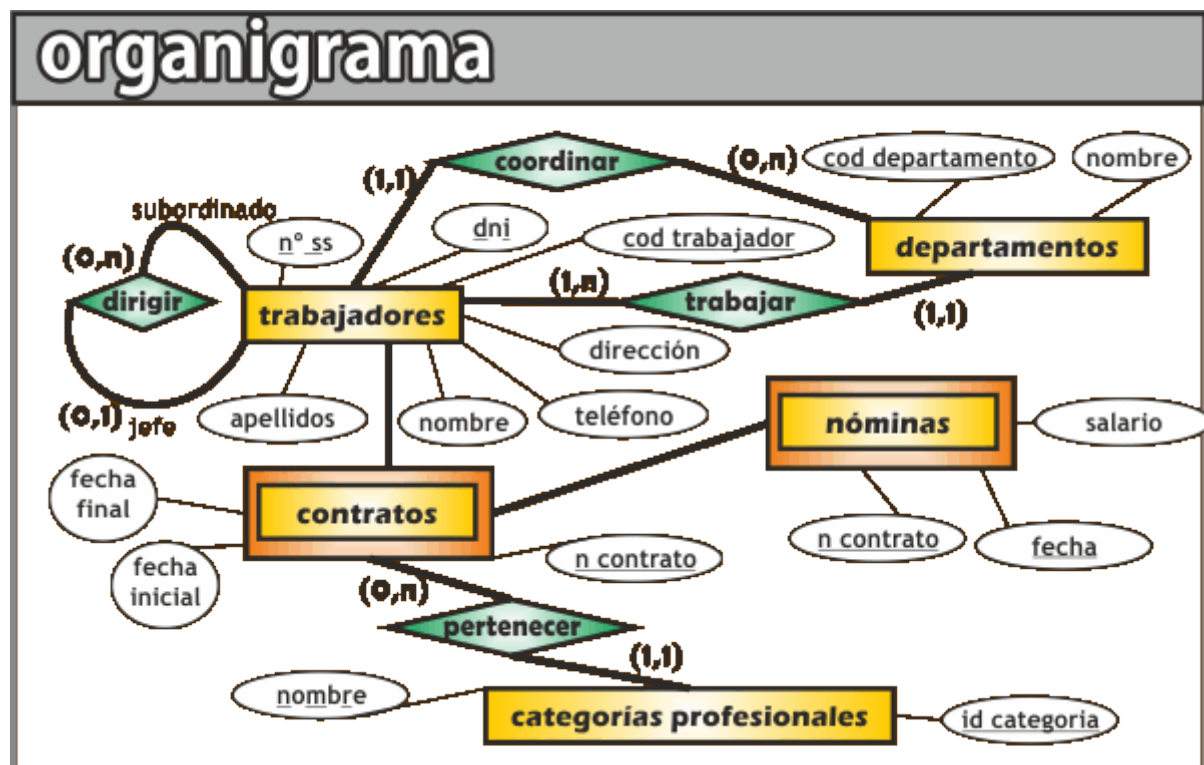 organigrama
coordinar
(0,n)
cod departamento
nombre
(1,1)
subordinado
n° ss
dni
cod trabajador
departamentos
(0,n)
dirigir
trabajadores
(1,n)
trabajar
(1,1)
dirección
(0,1) jefe
apellidos
nombre
teléfono
nóminas
salario
fecha
final
contratos
n contrato
fecha
fecha
inicial
n contrato
(0,n)
pertenecer
(1,1)
nombre
categorías profesionales
id categoria